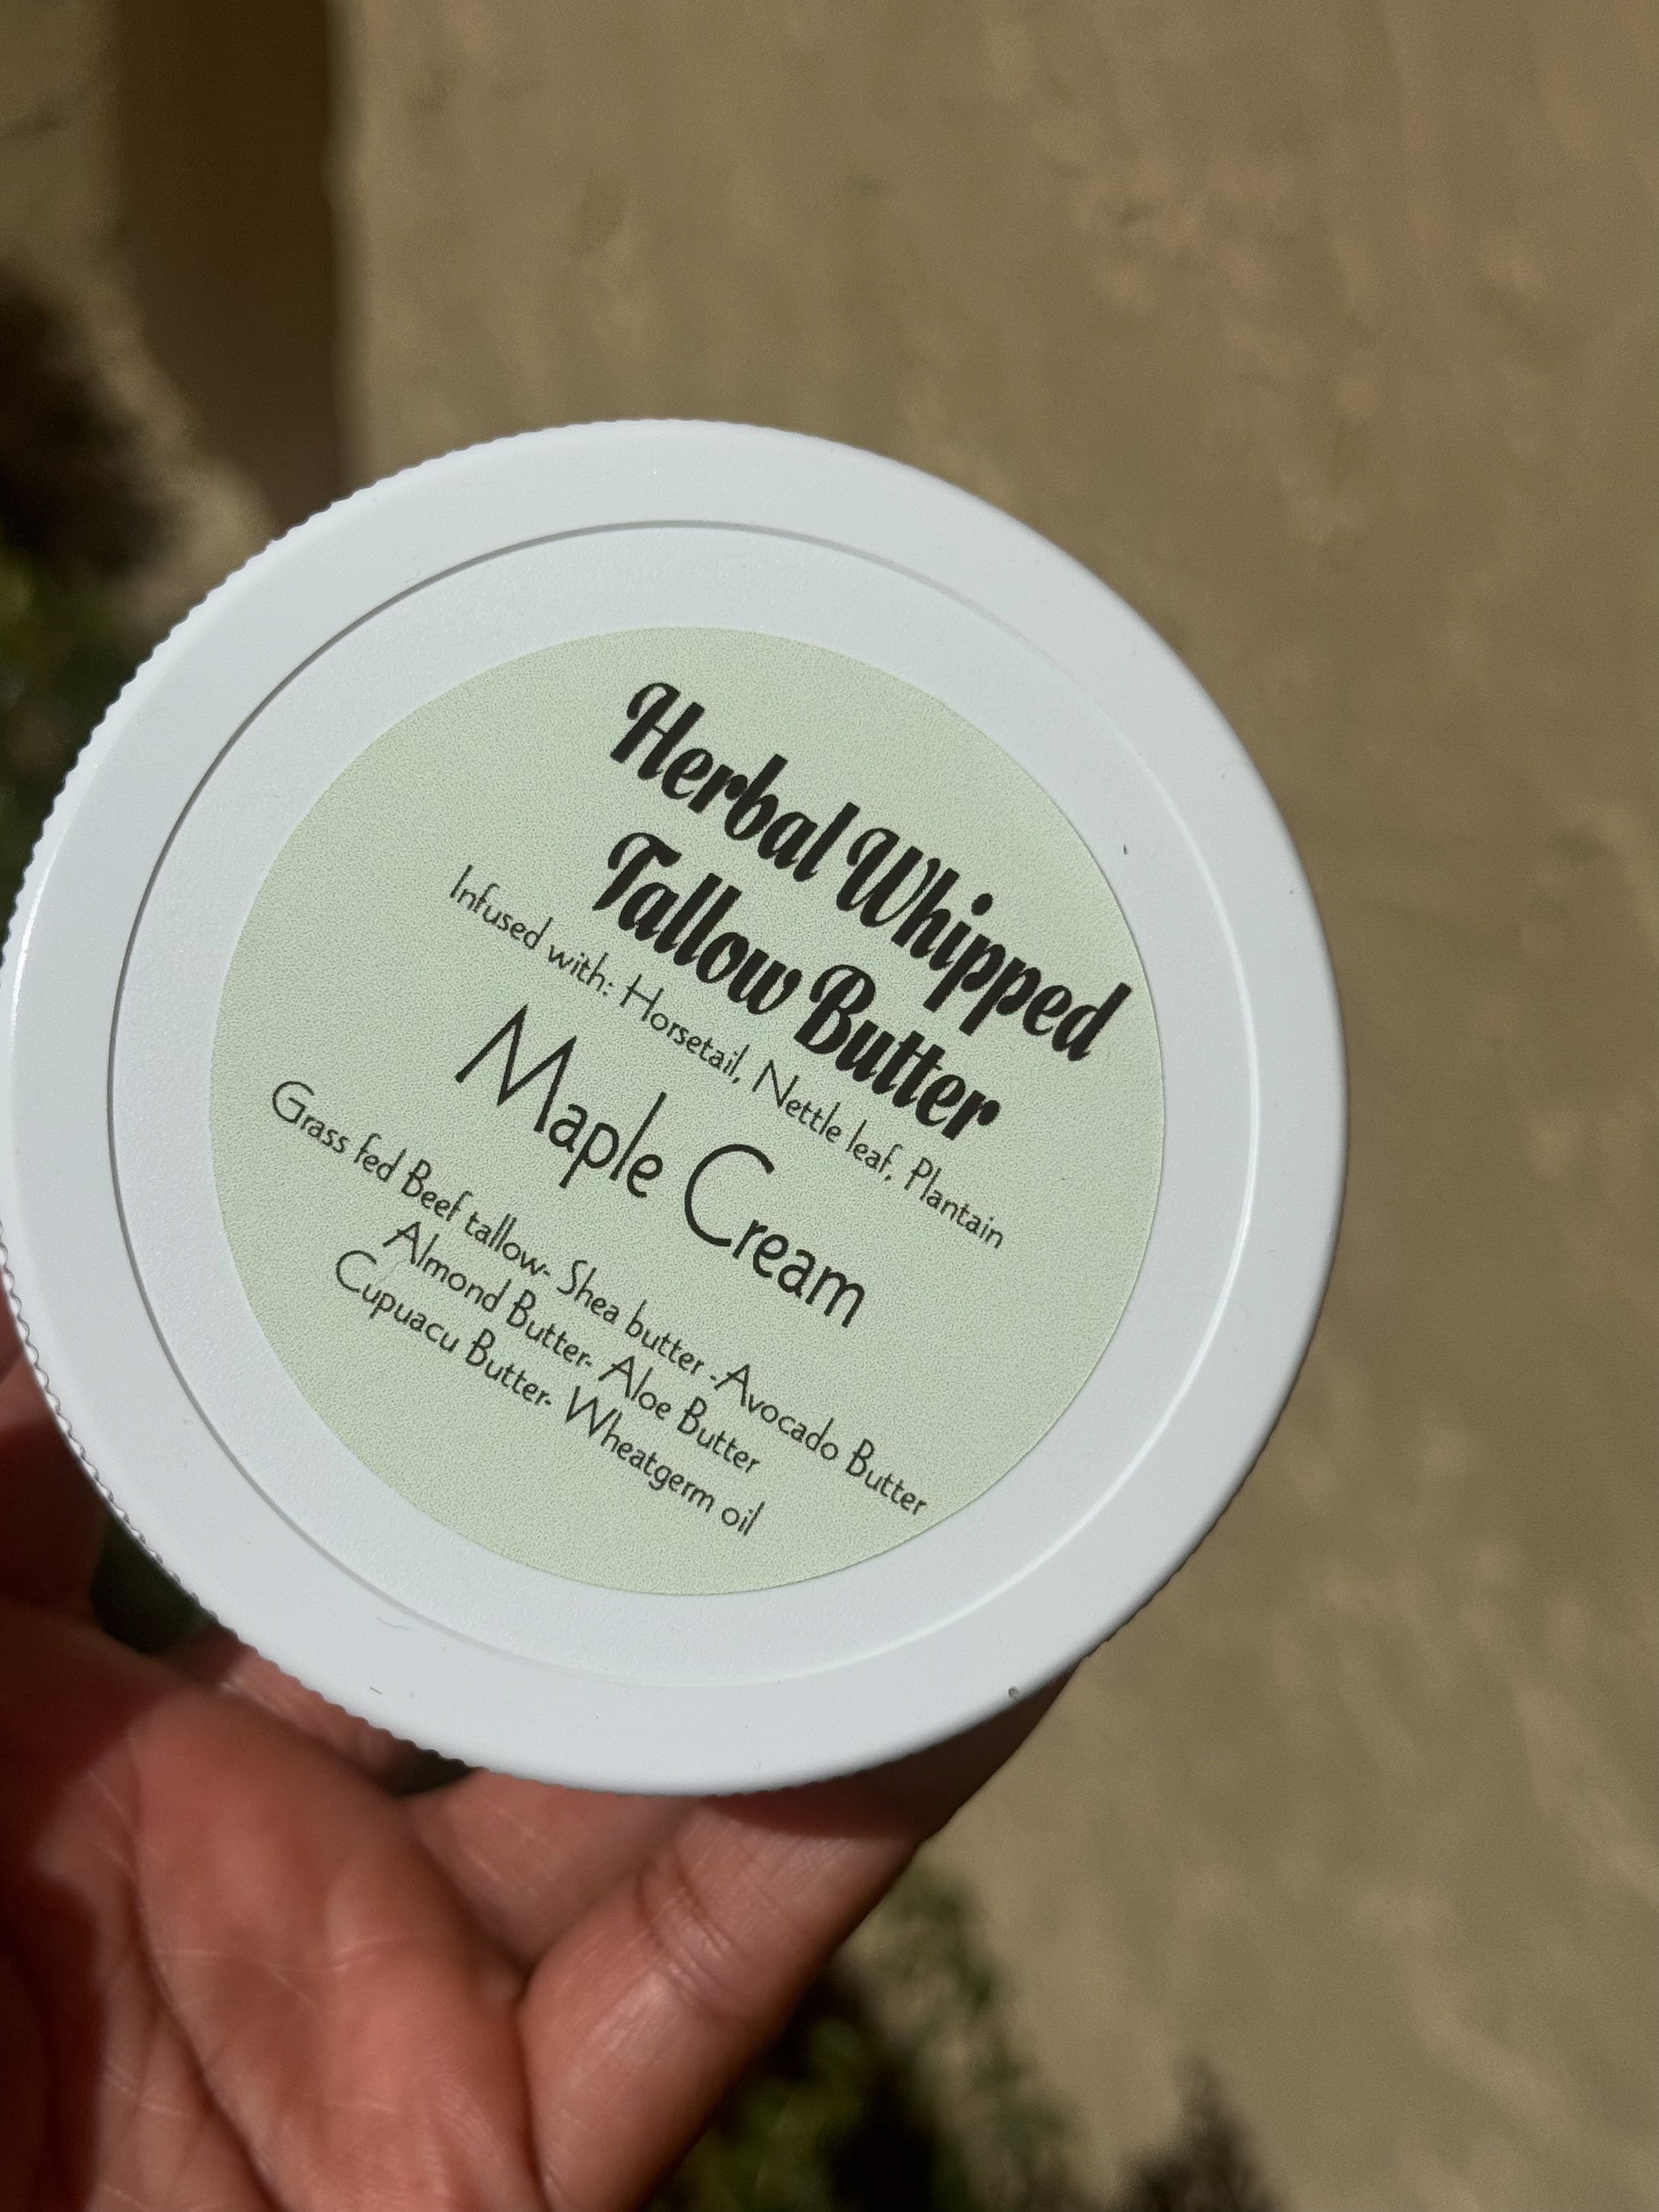 Herbal Whipped
Tallow Butter
Infused with: Horsetail, Nettle leaf, Plantain
Maple Cream
Grass fed Beef tallow- Shea butter -Avocado Butter
Almond Butter- Aloe Butter
Cupuacu Butter- Wheatgerm oil